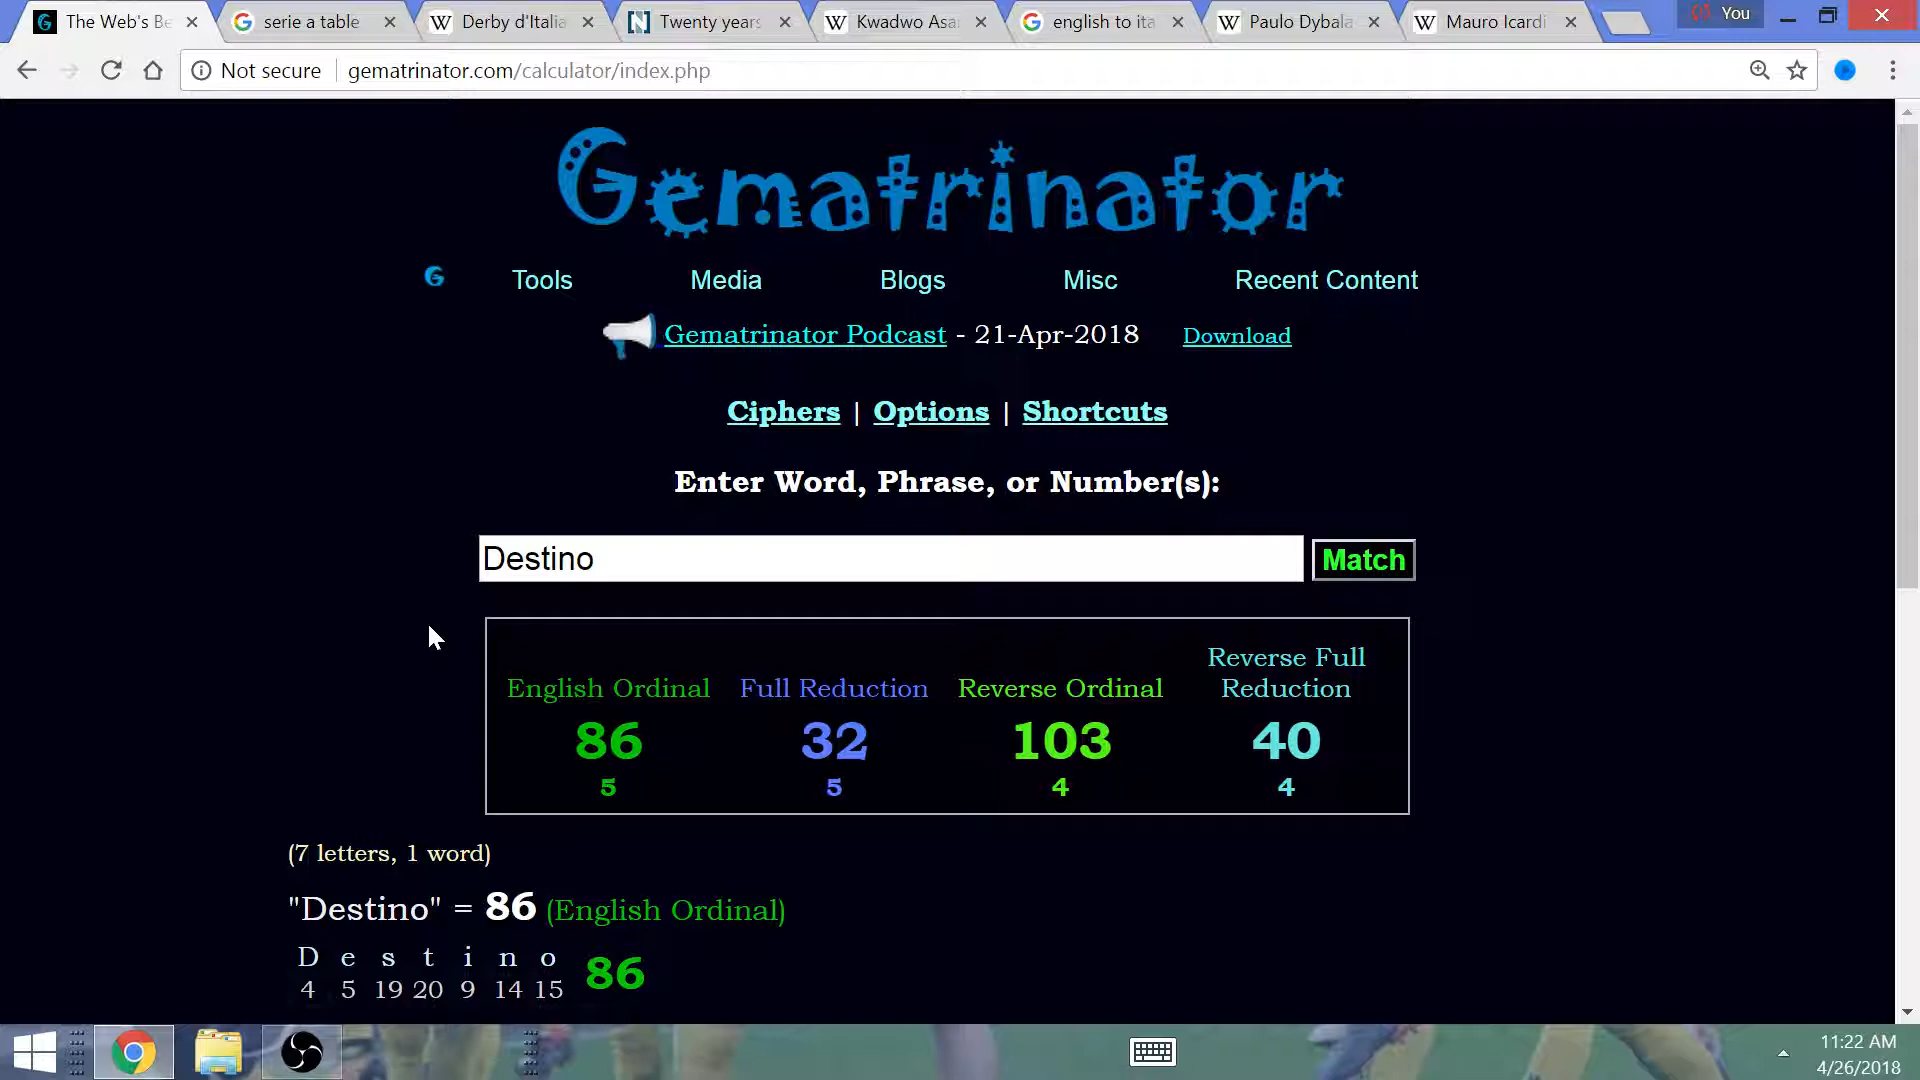 The Web's Be
serie a table
Derby d'Italia
Twenty years
Kwadwo Asa
english to ita
Paulo Dybala
Mauro Icardi
You
Not secure
gematrinator.com/calculator/index.php
Gematrinator
G Tools Media Blogs Misc Recent Content
Gematrinator Podcast - 21-Apr-2018 Download
Ciphers | Options | Shortcuts
Enter Word, Phrase, or Number(s):
Destino
Match
English Ordinal Full Reduction Reverse Ordinal Reverse Full Reduction
86 32 103 40
5 5 4 4
(7 letters, 1 word)
"Destino" = 86 (English Ordinal)
D e s t i n o
4 5 19 20 9 14 15 86
11:22 AM
4/26/2018